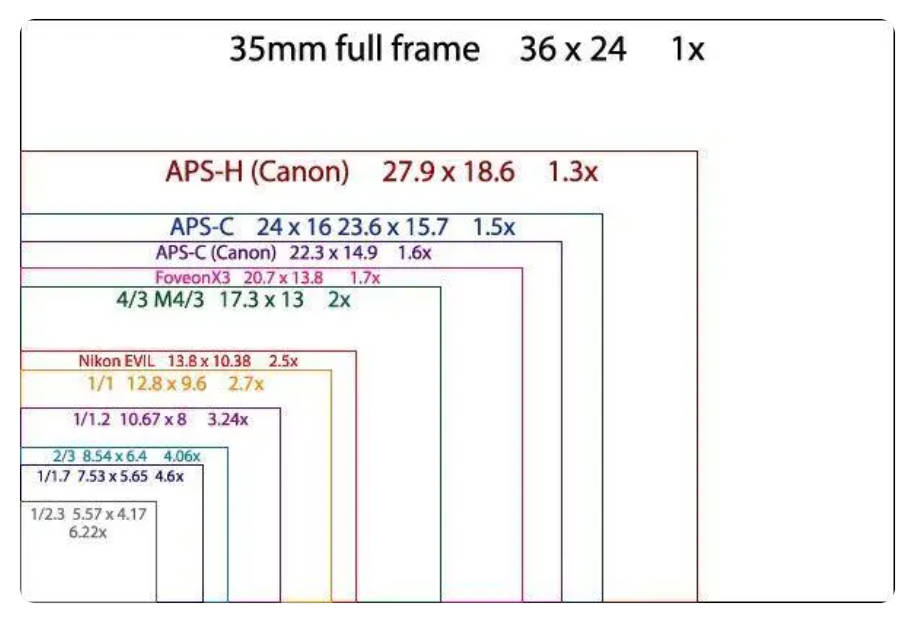 35mm full frame 36 x 24 1x
APS-H (Canon) 27.9 x 18.6 1.3x
APS-C 24 x 16 23.6 x 15.7 1.5x
APS-C (Canon) 22.3 x 14.9 1.6x
FoveonX3 20.7 x 13.8 1.7x
4/3 M4/3 17.3 x 13 2x
Nikon EVIL 13.8 x 10.38 2.5x
1/1 12.8 x 9.6 2.7x
1/1.2 10.67 x 8 3.24x
2/3 8.54 x 6.4 4.06x
1/1.7 7.53 x 5.65 4.6x
1/2.3 5.57 x 4.17
6.22x